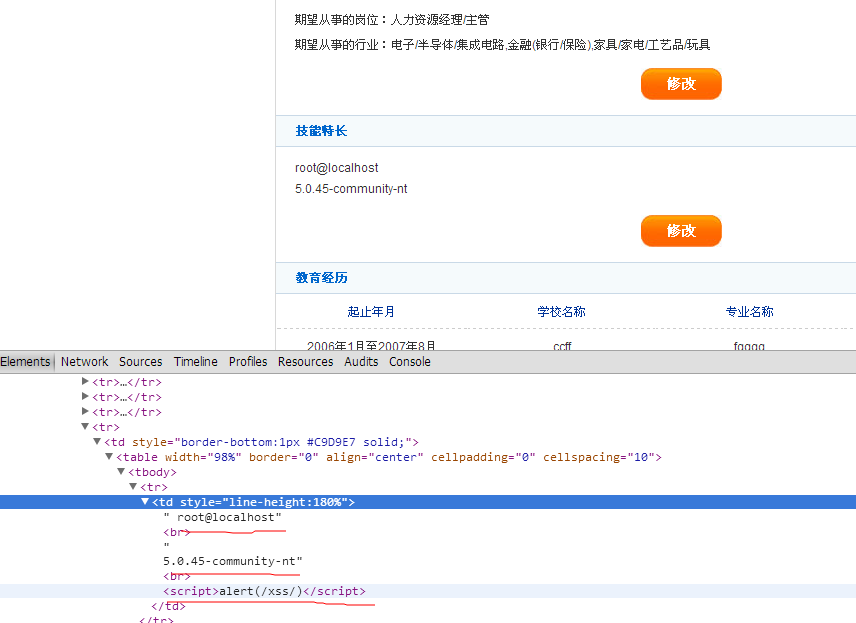 期望从事的岗位：人力资源经理/主管
期望从事的行业：电子/半导体/集成电路,金融(银行/保险),家具/家电/工艺品/玩具
修改
技能特长
root@localhost
5.0.45-community-nt
修改
教育经历
起止年月 学校名称 专业名称
2006年1月至2007年8月 ccff fgggg
Elements Network Sources Timeline Profiles Resources Audits Console
<tr>…</tr>
<tr>…</tr>
<tr>…</tr>
<tr>
<td style="border-bottom:1px #C9D9E7 solid;">
<table width="98%" border="0" align="center" cellpadding="0" cellspacing="10">
<tbody>
<tr>
<td style="line-height:180%">
" root@localhost"
<br>
"
5.0.45-community-nt"
<br>
<script>alert(/xss/)</script>
</td>
</tr>